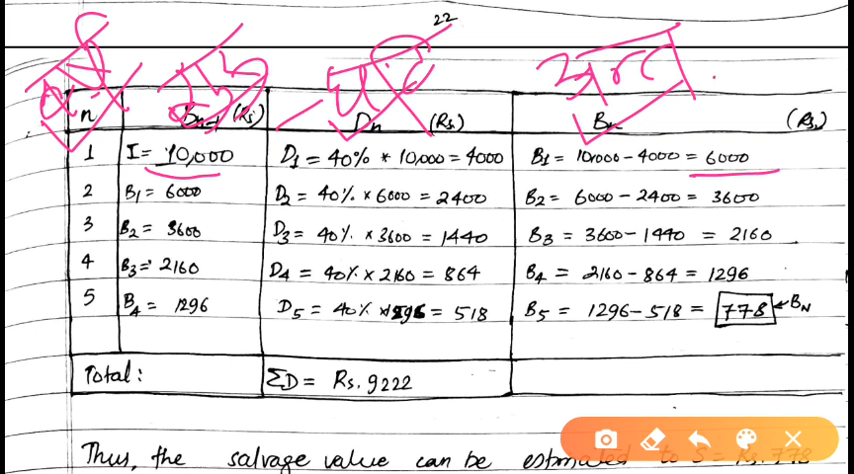 22
n Bn-1 (Rs) Dn (Rs.) Bn (Rs)
1 I = 10,000 D1 = 40% * 10,000 = 4000 B1 = 10,000 - 4000 = 6000
2 B1 = 6000 D2 = 40% x 6000 = 2400 B2 = 6000 - 2400 = 3600
3 B2 = 3600 D3 = 40% x 3600 = 1440 B3 = 3600 - 1440 = 2160
4 B3 = 2160 D4 = 40% x 2160 = 864 B4 = 2160 - 864 = 1296
5 B4 = 1296 D5 = 40% x 1296 = 518 B5 = 1296 - 518 = 778 ← BN
Total: ΣD = Rs. 9222
Thus, the salvage value can be estimated to S = Rs. 778